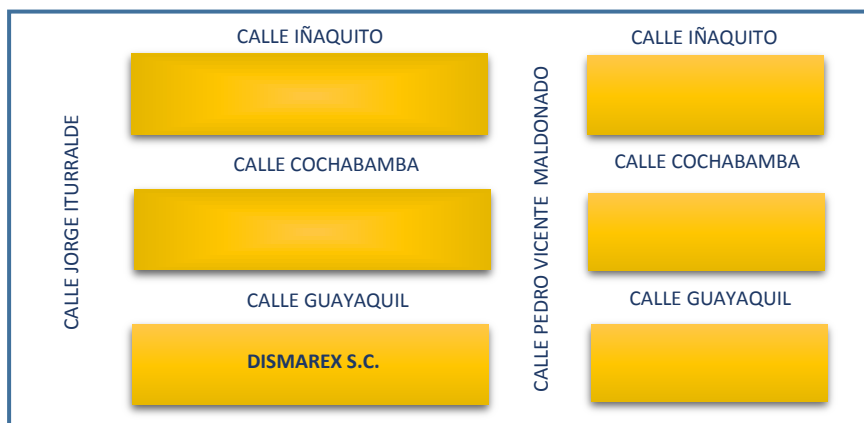 CALLE IÑAQUITO
CALLE IÑAQUITO
CALLE JORGE ITURRALDE
CALLE PEDRO VICENTE MALDONADO
CALLE COCHABAMBA
CALLE COCHABAMBA
CALLE GUAYAQUIL
CALLE GUAYAQUIL
DISMAREX S.C.